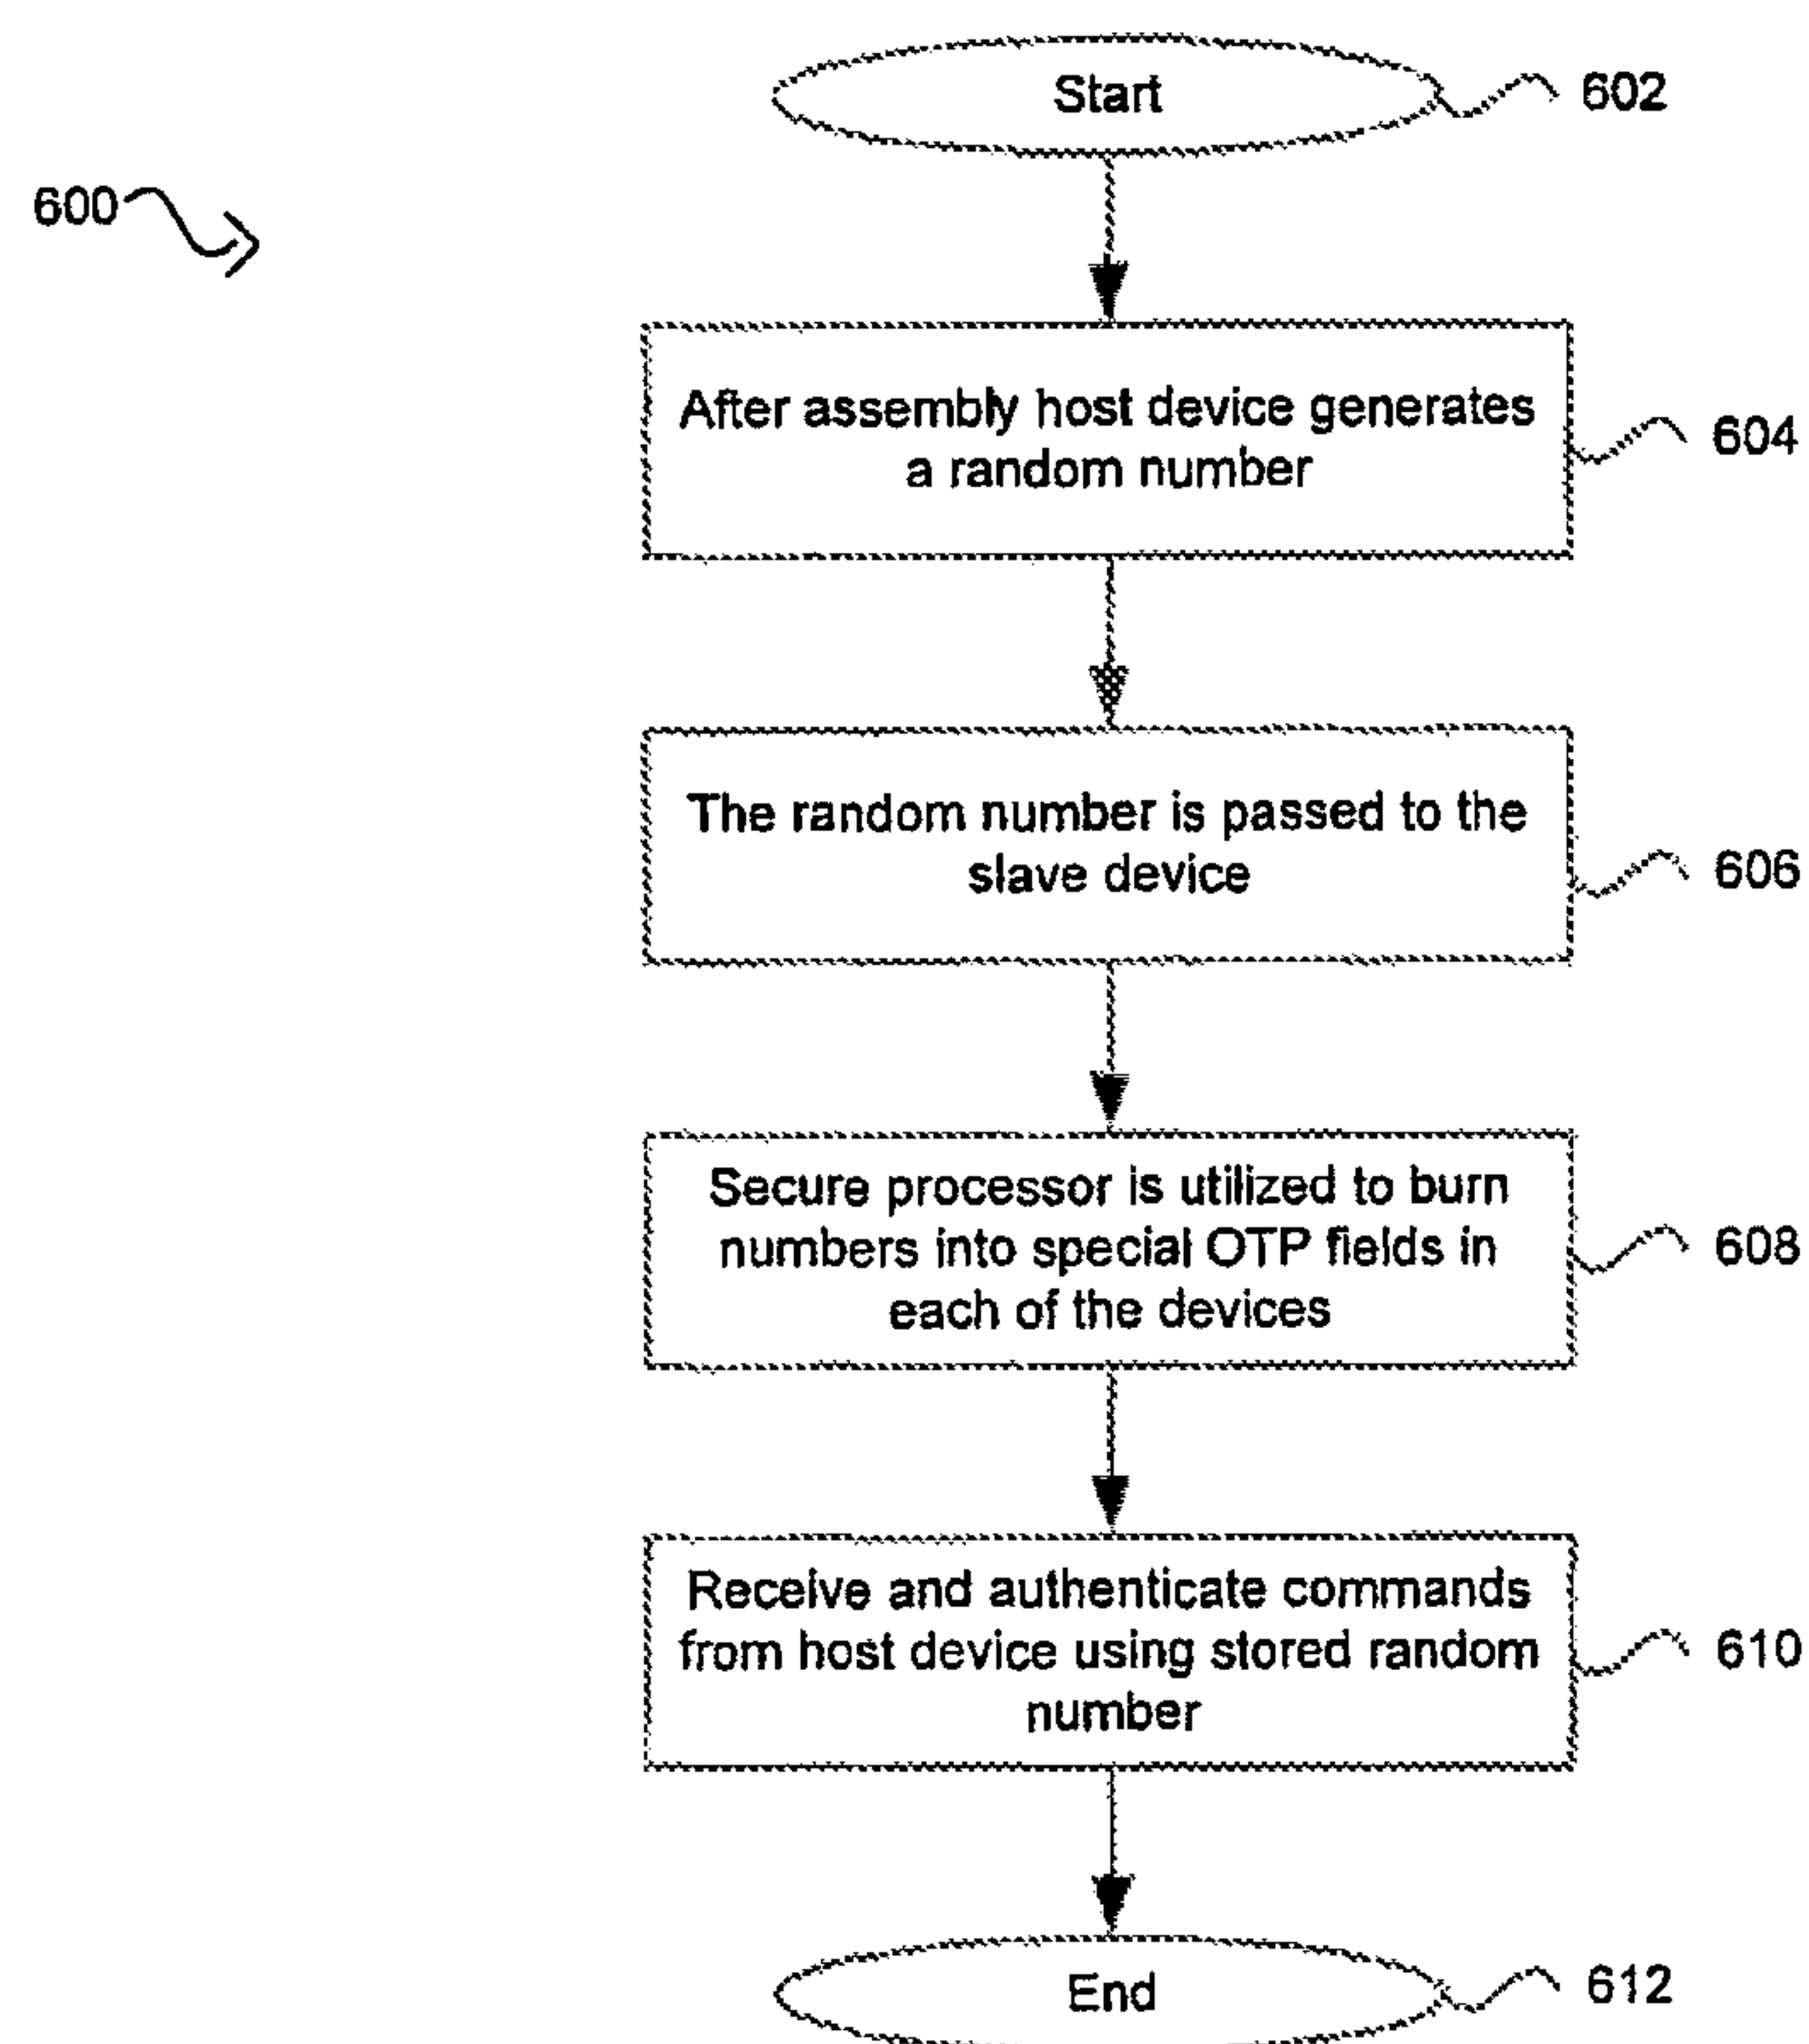 Start
602
600
After assembly host device generates
a random number
604
The random number is passed to the
slave device
606
Secure processor is utilized to burn
numbers into special OTP fields in
each of the devices
608
Receive and authenticate commands
from host device using stored random
number
610
End
612